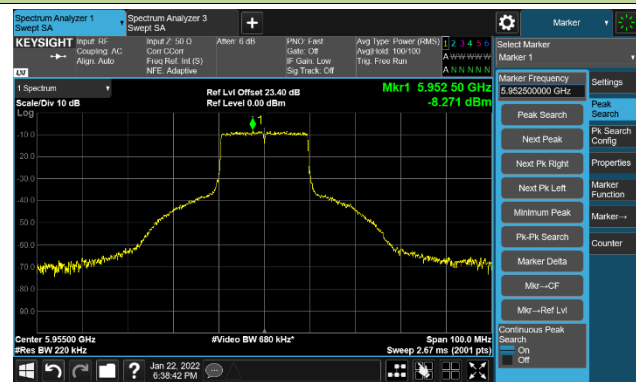 Spectrum Analyzer 1
Swept SA
Spectrum Analyzer 3
Swept SA
+
Marker
KEYSIGHT
Input: RF
Coupling: AC
Align: Auto
Input Z: 50 Ω
Corr CCorr
Freq Ref: Int (S)
NFE: Adaptive
Atten: 6 dB
PNO: Fast
Gate: Off
IF Gain: Low
Sig Track: Off
Avg Type: Power (RMS)
Avg|Hold: 100/100
Trig: Free Run
1 2 3 4 5 6
A W W W W W
A N N N N N
LXI
Select Marker
Marker 1
1 Spectrum
Scale/Div 10 dB
Log
Ref Lvl Offset 23.40 dB
Ref Level 0.00 dBm
Mkr1 5.952 50 GHz
-8.271 dBm
1
-10.0
-20.0
-30.0
-40.0
-50.0
-60.0
-70.0
-80.0
-90.0
Center 5.95500 GHz
#Res BW 220 kHz
#Video BW 680 kHz*
Span 100.0 MHz
Sweep 2.67 ms (2001 pts)
Marker Frequency
5.952500000 GHz
Peak Search
Next Peak
Next Pk Right
Next Pk Left
Minimum Peak
Pk-Pk Search
Marker Delta
Mkr→CF
Mkr→Ref Lvl
Continuous Peak
Search
On
Off
Settings
Peak
Search
Pk Search
Config
Properties
Marker
Function
Marker→
Counter
?
Jan 22, 2022
6:38:42 PM